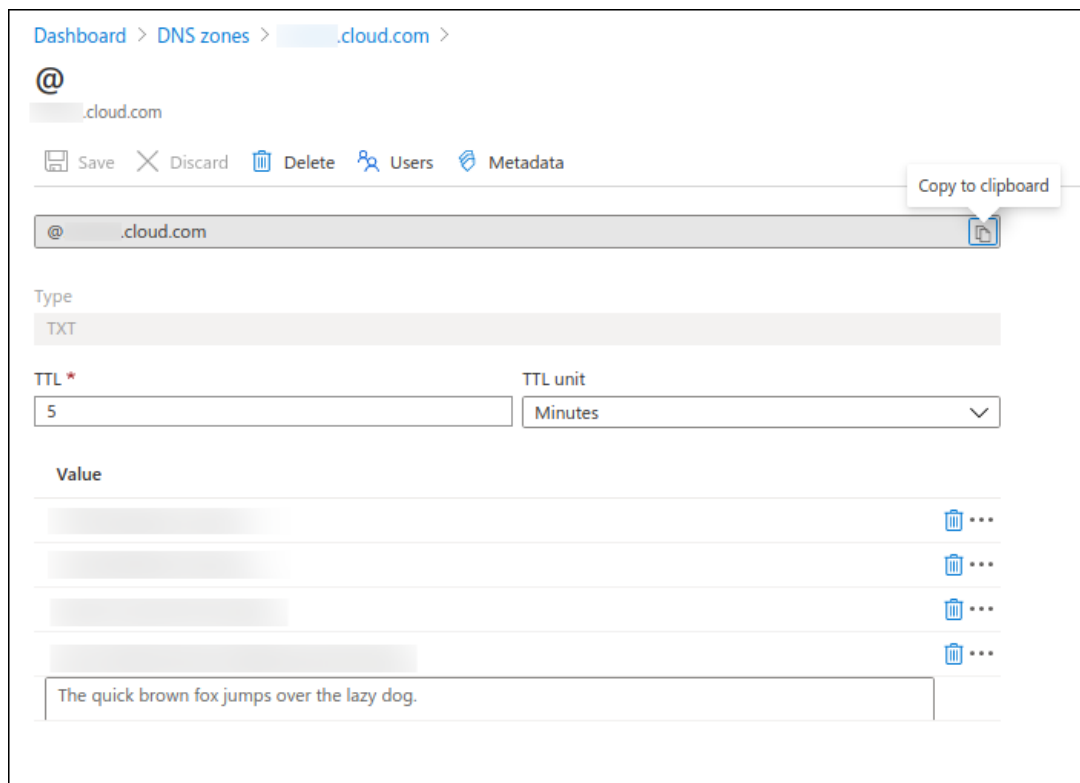 Dashboard > DNS zones > .cloud.com >
@
.cloud.com
Save Discard Delete Users Metadata
Copy to clipboard
@ .cloud.com
Type
TXT
TTL * TTL unit
5 Minutes
Value
The quick brown fox jumps over the lazy dog.